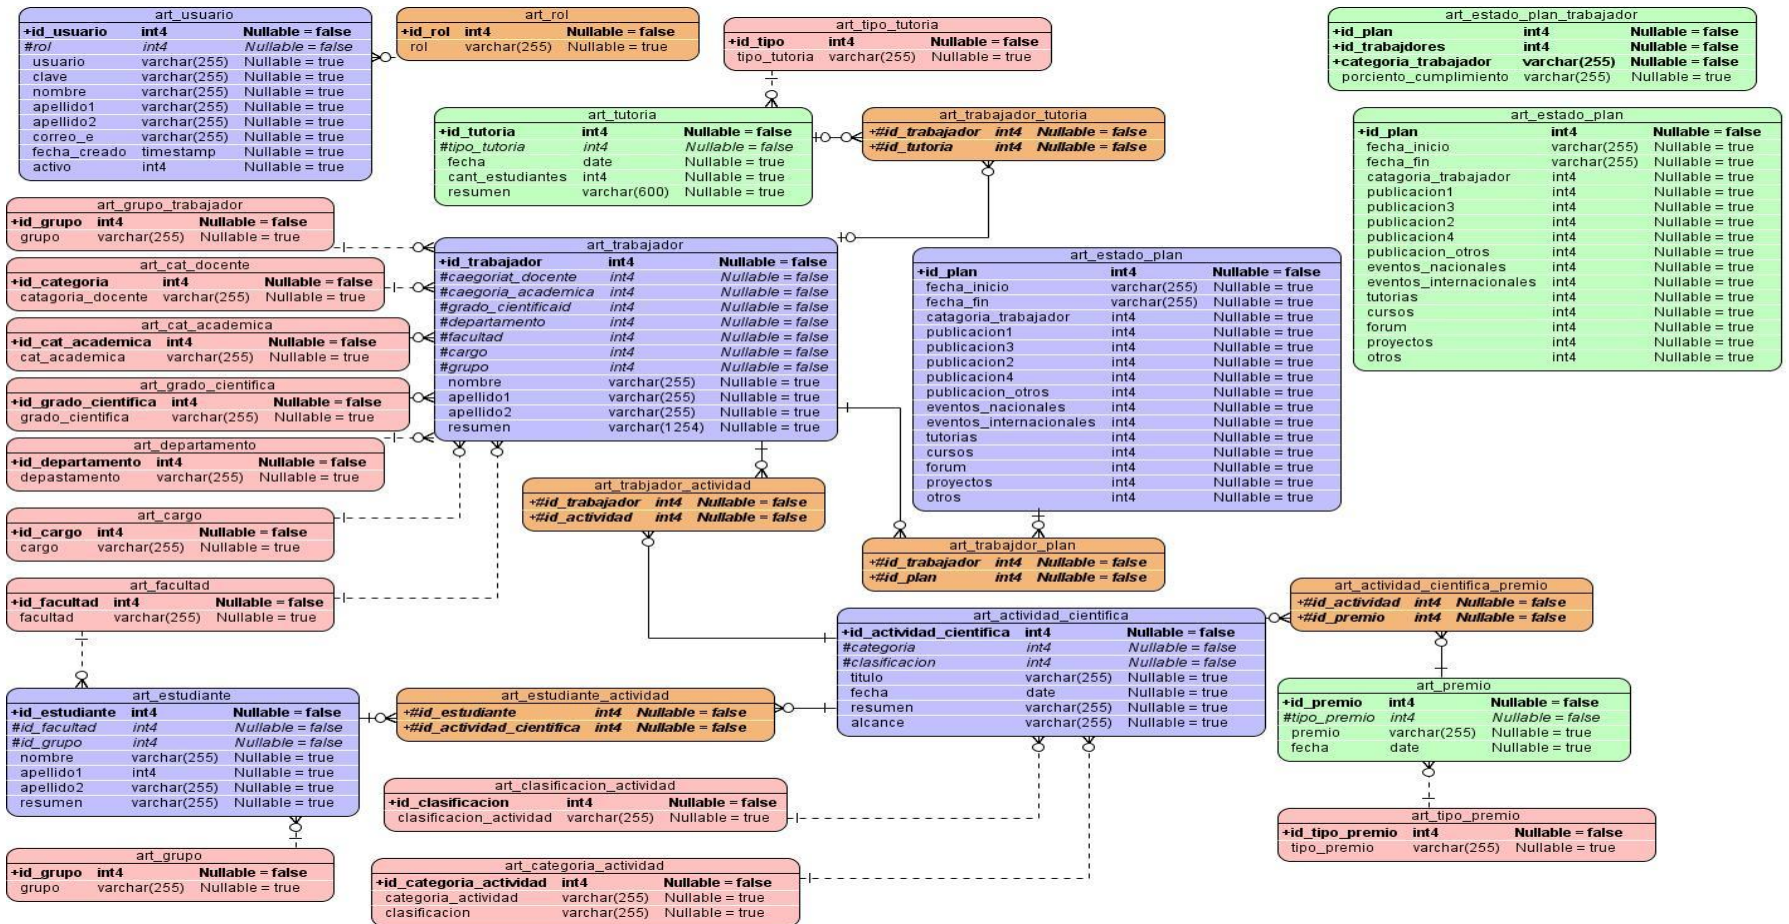 art_usuario
+id_usuario int4 Nullable = false
#rol int4 Nullable = false
usuario varchar(255) Nullable = true
clave varchar(255) Nullable = true
nombre varchar(255) Nullable = true
apellido1 varchar(255) Nullable = true
apellido2 varchar(255) Nullable = true
correo_e varchar(255) Nullable = true
fecha_creado timestamp Nullable = true
activo int4 Nullable = true
art_rol
+id_rol int4 Nullable = false
rol varchar(255) Nullable = true
art_tipo_tutoria
+id_tipo int4 Nullable = false
tipo_tutoria varchar(255) Nullable = true
art_estado_plan_trabajador
+id_plan int4 Nullable = false
+id_trabajdores int4 Nullable = false
+categoria_trabajador varchar(255) Nullable = false
porciento_cumplimiento varchar(255) Nullable = true
art_tutoria
+id_tutoria int4 Nullable = false
#tipo_tutoria int4 Nullable = false
fecha date Nullable = true
cant_estudiantes int4 Nullable = true
resumen varchar(600) Nullable = true
art_trabajador_tutoria
+#id_trabajador int4 Nullable = false
+#id_tutoria int4 Nullable = false
art_estado_plan
+id_plan int4 Nullable = false
fecha_inicio varchar(255) Nullable = true
fecha_fin varchar(255) Nullable = true
catagoria_trabajador int4 Nullable = true
publicacion1 int4 Nullable = true
publicacion3 int4 Nullable = true
publicacion2 int4 Nullable = true
publicacion4 int4 Nullable = true
publicacion_otros int4 Nullable = true
eventos_nacionales int4 Nullable = true
eventos_internacionales int4 Nullable = true
tutorias int4 Nullable = true
cursos int4 Nullable = true
forum int4 Nullable = true
proyectos int4 Nullable = true
otros int4 Nullable = true
art_grupo_trabajador
+id_grupo int4 Nullable = false
grupo varchar(255) Nullable = true
art_cat_docente
+id_categoria int4 Nullable = false
catagoria_docente varchar(255) Nullable = true
art_cat_academica
+id_cat_academica int4 Nullable = false
cat_academica varchar(255) Nullable = true
art_grado_cientifica
+id_grado_cientifica int4 Nullable = false
grado_cientifica varchar(255) Nullable = true
art_departamento
+id_departamento int4 Nullable = false
depastamento varchar(255) Nullable = true
art_cargo
+id_cargo int4 Nullable = false
cargo varchar(255) Nullable = true
art_facultad
+id_facultad int4 Nullable = false
facultad varchar(255) Nullable = true
art_trabajador
+id_trabajador int4 Nullable = false
#caegoriat_docente int4 Nullable = false
#caegoria_academica int4 Nullable = false
#grado_cientificaid int4 Nullable = false
#departamento int4 Nullable = false
#facultad int4 Nullable = false
#cargo int4 Nullable = false
#grupo int4 Nullable = false
nombre varchar(255) Nullable = true
apellido1 varchar(255) Nullable = true
apellido2 varchar(255) Nullable = true
resumen varchar(1254) Nullable = true
art_estado_plan
+id_plan int4 Nullable = false
fecha_inicio varchar(255) Nullable = true
fecha_fin varchar(255) Nullable = true
catagoria_trabajador int4 Nullable = true
publicacion1 int4 Nullable = true
publicacion3 int4 Nullable = true
publicacion2 int4 Nullable = true
publicacion4 int4 Nullable = true
publicacion_otros int4 Nullable = true
eventos_nacionales int4 Nullable = true
eventos_internacionales int4 Nullable = true
tutorias int4 Nullable = true
cursos int4 Nullable = true
forum int4 Nullable = true
proyectos int4 Nullable = true
otros int4 Nullable = true
art_trabjador_actividad
+#id_trabajador int4 Nullable = false
+#id_actividad int4 Nullable = false
art_trabajdor_plan
+#id_trabajador int4 Nullable = false
+#id_plan int4 Nullable = false
art_actividad_cientifica_premio
+#id_actividad int4 Nullable = false
+#id_premio int4 Nullable = false
art_actividad_cientifica
+id_actividad_cientifica int4 Nullable = false
#categoria int4 Nullable = false
#clasificacion int4 Nullable = false
titulo varchar(255) Nullable = true
fecha date Nullable = true
resumen varchar(255) Nullable = true
alcance varchar(255) Nullable = true
art_premio
+id_premio int4 Nullable = false
#tipo_premio int4 Nullable = false
premio varchar(255) Nullable = true
fecha date Nullable = true
art_estudiante
+id_estudiante int4 Nullable = false
#id_facultad int4 Nullable = false
#id_grupo int4 Nullable = false
nombre varchar(255) Nullable = true
apellido1 int4 Nullable = true
apellido2 varchar(255) Nullable = true
resumen varchar(255) Nullable = true
art_estudiante_actividad
+#id_estudiante int4 Nullable = false
+#id_actividad_cientifica int4 Nullable = false
art_clasificacion_actividad
+id_clasificacion int4 Nullable = false
clasificacion_actividad varchar(255) Nullable = true
art_tipo_premio
+id_tipo_premio int4 Nullable = false
tipo_premio varchar(255) Nullable = true
art_grupo
+id_grupo int4 Nullable = false
grupo varchar(255) Nullable = true
art_categoria_actividad
+id_categoria_actividad int4 Nullable = false
categoria_actividad varchar(255) Nullable = true
clasificacion varchar(255) Nullable = true